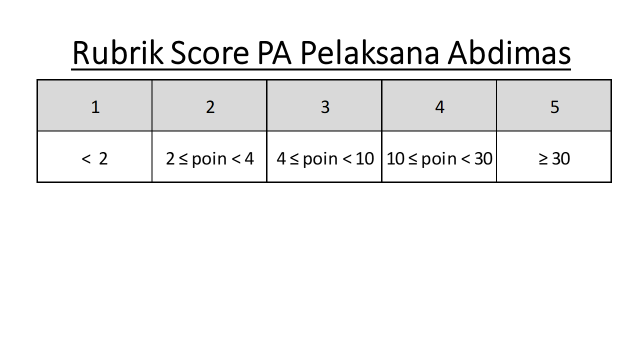 Rubrik Score PA Pelaksana Abdimas
1 2 3 4 5
< 2 2 ≤ poin < 4 4 ≤ poin < 10 10 ≤ poin < 30 ≥ 30